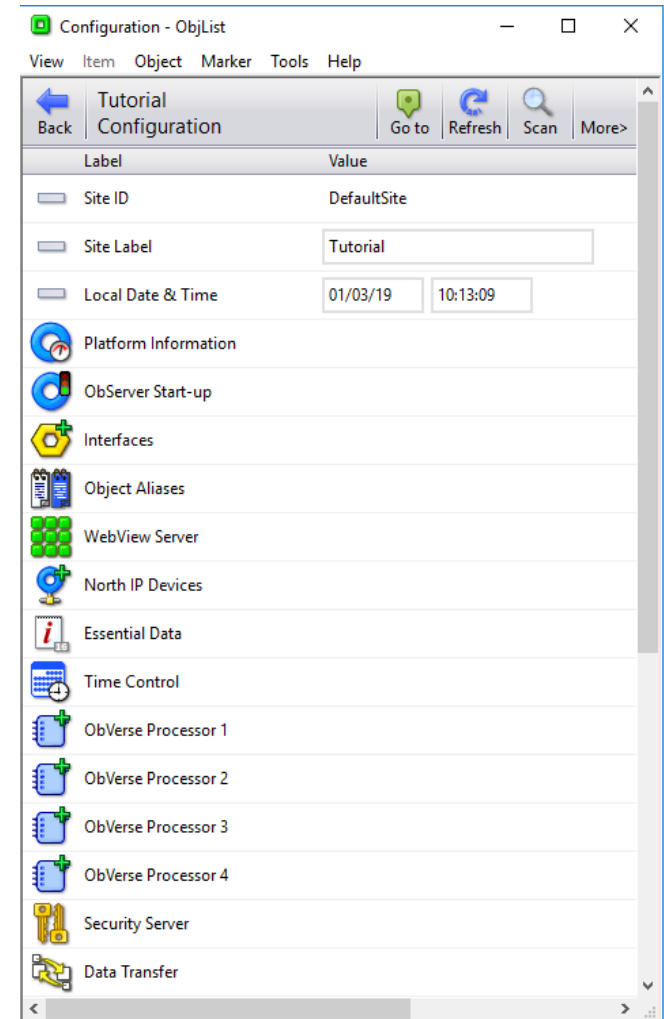 Configuration - ObjList
View Item Object Marker Tools Help
Tutorial
Configuration
Back
Go to
Refresh
Scan
More>
Label Value
Site ID DefaultSite
Site Label Tutorial
Local Date & Time 01/03/19 10:13:09
Platform Information
ObServer Start-up
Interfaces
Object Aliases
WebView Server
North IP Devices
i 16 Essential Data
Time Control
ObVerse Processor 1
ObVerse Processor 2
ObVerse Processor 3
ObVerse Processor 4
Security Server
Data Transfer